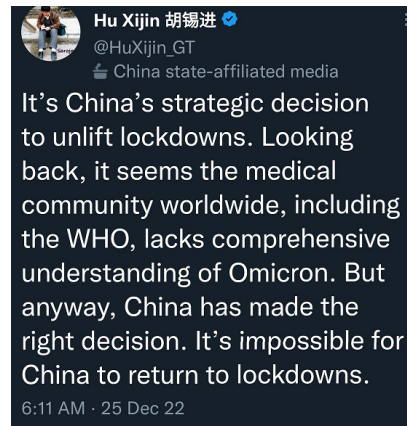 Hu Xijin 胡锡进
@HuXijin_GT
China state-affiliated media
It’s China’s strategic decision
to unlift lockdowns. Looking
back, it seems the medical
community worldwide, including
the WHO, lacks comprehensive
understanding of Omicron. But
anyway, China has made the
right decision. It’s impossible for
China to return to lockdowns.
6:11 AM · 25 Dec 22